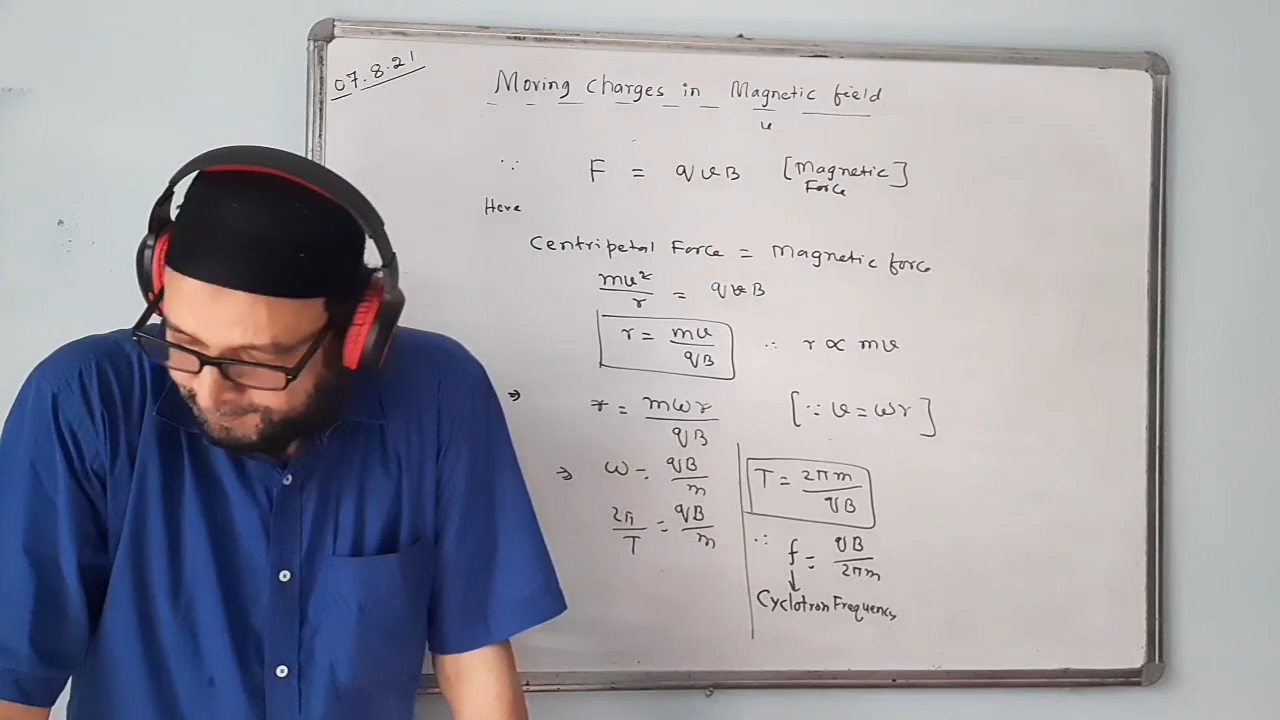 07.8.21
Moving charges in Magnetic field
∵ F = qvB [Magnetic Force]
Here
Centripetal Force = Magnetic force
mv²/r = qvB
r = mv/qB ∴ r ∝ mv
⇒ r = mωr/qB [∵ v = ωr]
⇒ ω = qB/m
2π/T = qB/m
T = 2πm/qB
∴ f = qB/2πm
↓
Cyclotron Frequency